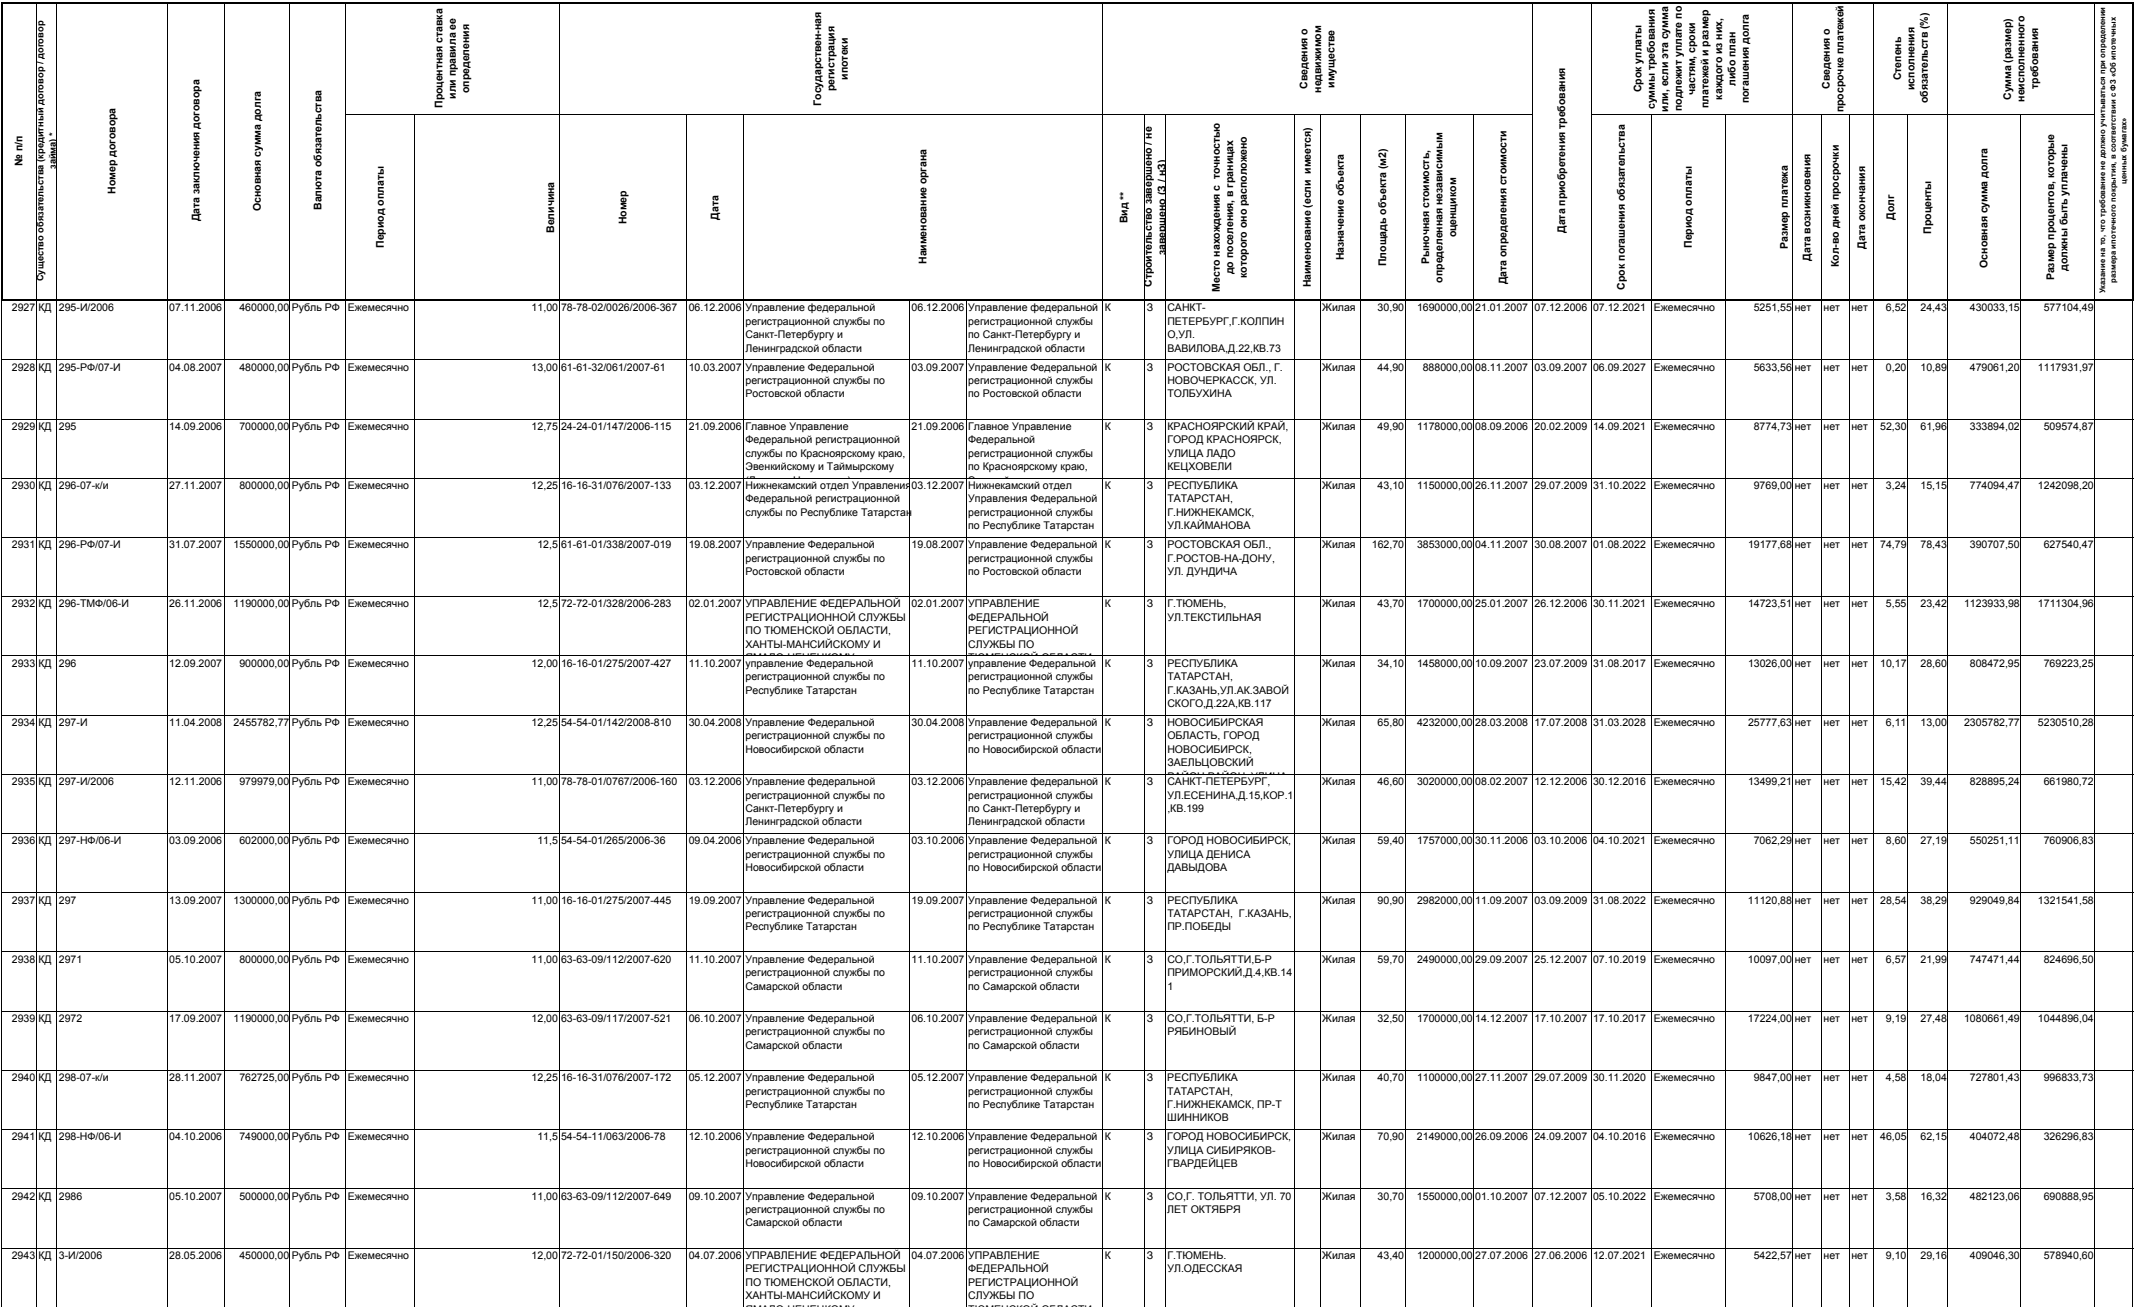 № п/п
Существо обязательства (кредитный договор / договор
займа) *
Номер договора
Дата заключения договора
Основная сумма долга
Валюта обязательства
Процентная ставка
или правила ее
определения
Период оплаты
Величина
Государствен-ная
регистрация
ипотеки
Номер
Дата
Наименование органа
Сведения о
недвижимом
имуществе
Вид **
Строительство завершено / не
завершено (З / нЗ)
Место нахождения с точностью
до поселения, в границах
которого оно расположено
Наименование (если имеется)
Назначение объекта
Площадь объекта (м2)
Рыночная стоимость,
определенная независимым
оценщиком
Дата определения стоимости
Дата приобретения требования
Срок уплаты
суммы требования
или, если эта сумма
подлежит уплате по
частям, сроки
платежей и размер
каждого из них,
либо план
погашения долга
Срок погашения обязательства
Период оплаты
Размер платежа
Сведения о
просрочке платежей
Дата возникновения
Кол-во дней просрочки
Дата окончания
Степень
исполнения
обязательств (%)
Долг
Проценты
Сумма (размер)
неисполненного
требования
Основная сумма долга
Размер процентов, которые
должны быть уплачены
Указание на то, что требование не должно учитываться при определении
размера ипотечного покрытия, в соответствии с ФЗ «Об ипотечных
ценных бумагах»
2927 КД 295-И/2006 07.11.2006 460000,00 Рубль РФ Ежемесячно 11,00 78-78-02/0026/2006-367 06.12.2006 Управление федеральной 06.12.2006 Управление федеральной К З САНКТ- Жилая 30,90 1690000,00 21.01.2007 07.12.2006 07.12.2021 Ежемесячно 5251,55 нет нет нет 6,52 24,43 430033,15 577104,49
регистрационной службы по регистрационной службы ПЕТЕРБУРГ,Г.КОЛПИН
Санкт-Петербургу и по Санкт-Петербургу и О,УЛ.
Ленинградской области Ленинградской области ВАВИЛОВА,Д.22,КВ.73
2928 КД 295-РФ/07-И 04.08.2007 480000,00 Рубль РФ Ежемесячно 13,00 61-61-32/061/2007-61 10.03.2007 Управление Федеральной 03.09.2007 Управление Федеральной К З РОСТОВСКАЯ ОБЛ., Г. Жилая 44,90 888000,00 08.11.2007 03.09.2007 06.09.2027 Ежемесячно 5633,56 нет нет нет 0,20 10,89 479061,20 1117931,97
регистрационной службы по регистрационной службы НОВОЧЕРКАССК, УЛ.
Ростовской области по Ростовской области ТОЛБУХИНА
2929 КД 295 14.09.2006 700000,00 Рубль РФ Ежемесячно 12,75 24-24-01/147/2006-115 21.09.2006 Главное Управление 21.09.2006 Главное Управление К З КРАСНОЯРСКИЙ КРАЙ, Жилая 49,90 1178000,00 08.09.2006 20.02.2009 14.09.2021 Ежемесячно 8774,73 нет нет нет 52,30 61,96 333894,02 509574,87
Федеральной регистрационной Федеральной ГОРОД КРАСНОЯРСК,
службы по Красноярскому краю, регистрационной службы УЛИЦА ЛАДО
Эвенкийскому и Таймырскому по Красноярскому краю, КЕЦХОВЕЛИ
2930 КД 296-07-к/и 27.11.2007 800000,00 Рубль РФ Ежемесячно 12,25 16-16-31/076/2007-133 03.12.2007 Нижнекамский отдел Управления 03.12.2007 Нижнекамский отдел К З РЕСПУБЛИКА Жилая 43,10 1150000,00 26.11.2007 29.07.2009 31.10.2022 Ежемесячно 9769,00 нет нет нет 3,24 15,15 774094,47 1242098,20
Федеральной регистрационной Управления Федеральной ТАТАРСТАН,
службы по Республике Татарстан регистрационной службы Г.НИЖНЕКАМСК,
по Республике Татарстан УЛ.КАЙМАНОВА
2931 КД 296-РФ/07-И 31.07.2007 1550000,00 Рубль РФ Ежемесячно 12,5 61-61-01/338/2007-019 19.08.2007 Управление Федеральной 19.08.2007 Управление Федеральной К З РОСТОВСКАЯ ОБЛ., Жилая 162,70 3853000,00 04.11.2007 30.08.2007 01.08.2022 Ежемесячно 19177,68 нет нет нет 74,79 78,43 390707,50 627540,47
регистрационной службы по регистрационной службы Г.РОСТОВ-НА-ДОНУ,
Ростовской области по Ростовской области УЛ. ДУНДИЧА
2932 КД 296-ТМФ/06-И 26.11.2006 1190000,00 Рубль РФ Ежемесячно 12,5 72-72-01/328/2006-283 02.01.2007 УПРАВЛЕНИЕ ФЕДЕРАЛЬНОЙ 02.01.2007 УПРАВЛЕНИЕ К З Г.ТЮМЕНЬ, Жилая 43,70 1700000,00 25.01.2007 26.12.2006 30.11.2021 Ежемесячно 14723,51 нет нет нет 5,55 23,42 1123933,98 1711304,96
РЕГИСТРАЦИОННОЙ СЛУЖБЫ ФЕДЕРАЛЬНОЙ УЛ.ТЕКСТИЛЬНАЯ
ПО ТЮМЕНСКОЙ ОБЛАСТИ, РЕГИСТРАЦИОННОЙ
ХАНТЫ-МАНСИЙСКОМУ И СЛУЖБЫ ПО
2933 КД 296 12.09.2007 900000,00 Рубль РФ Ежемесячно 12,00 16-16-01/275/2007-427 11.10.2007 управление Федеральной 11.10.2007 управление Федеральной К З РЕСПУБЛИКА Жилая 34,10 1458000,00 10.09.2007 23.07.2009 31.08.2017 Ежемесячно 13026,00 нет нет нет 10,17 28,60 808472,95 769223,25
регистрационной службы по регистрационной службы ТАТАРСТАН,
Республике Татарстан по Республике Татарстан Г.КАЗАНЬ,УЛ.АК.ЗАВОЙ
СКОГО,Д.22А,КВ.117
2934 КД 297-И 11.04.2008 2455782,77 Рубль РФ Ежемесячно 12,25 54-54-01/142/2008-810 30.04.2008 Управление Федеральной 30.04.2008 Управление Федеральной К З НОВОСИБИРСКАЯ Жилая 65,80 4232000,00 28.03.2008 17.07.2008 31.03.2028 Ежемесячно 25777,63 нет нет нет 6,11 13,00 2305782,77 5230510,28
регистрационной службы по регистрационной службы ОБЛАСТЬ, ГОРОД
Новосибирской области по Новосибирской области НОВОСИБИРСК,
ЗАЕЛЬЦОВСКИЙ
2935 КД 297-И/2006 12.11.2006 979979,00 Рубль РФ Ежемесячно 11,00 78-78-01/0767/2006-160 03.12.2006 Управление федеральной 03.12.2006 Управление федеральной К З САНКТ-ПЕТЕРБУРГ, Жилая 46,60 3020000,00 08.02.2007 12.12.2006 30.12.2016 Ежемесячно 13499,21 нет нет нет 15,42 39,44 828895,24 661980,72
регистрационной службы по регистрационной службы УЛ.ЕСЕНИНА,Д.15,КОР.1
Санкт-Петербургу и по Санкт-Петербургу и ,КВ.199
Ленинградской области Ленинградской области
2936 КД 297-НФ/06-И 03.09.2006 602000,00 Рубль РФ Ежемесячно 11,5 54-54-01/265/2006-36 09.04.2006 Управление Федеральной 03.10.2006 Управление Федеральной К З ГОРОД НОВОСИБИРСК, Жилая 59,40 1757000,00 30.11.2006 03.10.2006 04.10.2021 Ежемесячно 7062,29 нет нет нет 8,60 27,19 550251,11 760906,83
регистрационной службы по регистрационной службы УЛИЦА ДЕНИСА
Новосибирской области по Новосибирской области ДАВЫДОВА
2937 КД 297 13.09.2007 1300000,00 Рубль РФ Ежемесячно 11,00 16-16-01/275/2007-445 19.09.2007 Управление Федеральной 19.09.2007 Управление Федеральной К З РЕСПУБЛИКА Жилая 90,90 2982000,00 11.09.2007 03.09.2009 31.08.2022 Ежемесячно 11120,88 нет нет нет 28,54 38,29 929049,84 1321541,58
регистрационной службы по регистрационной службы ТАТАРСТАН, Г.КАЗАНЬ,
Республике Татарстан по Республике Татарстан ПР.ПОБЕДЫ
2938 КД 2971 05.10.2007 800000,00 Рубль РФ Ежемесячно 11,00 63-63-09/112/2007-620 11.10.2007 Управление Федеральной 11.10.2007 Управление Федеральной К З СО,Г.ТОЛЬЯТТИ,Б-Р Жилая 59,70 2490000,00 29.09.2007 25.12.2007 07.10.2019 Ежемесячно 10097,00 нет нет нет 6,57 21,99 747471,44 824696,50
регистрационной службы по регистрационной службы ПРИМОРСКИЙ,Д.4,КВ.14
Самарской области по Самарской области 1
2939 КД 2972 17.09.2007 1190000,00 Рубль РФ Ежемесячно 12,00 63-63-09/117/2007-521 06.10.2007 Управление Федеральной 06.10.2007 Управление Федеральной К З СО,Г.ТОЛЬЯТТИ, Б-Р Жилая 32,50 1700000,00 14.12.2007 17.10.2007 17.10.2017 Ежемесячно 17224,00 нет нет нет 9,19 27,48 1080661,49 1044896,04
регистрационной службы по регистрационной службы РЯБИНОВЫЙ
Самарской области по Самарской области
2940 КД 298-07-к/и 28.11.2007 762725,00 Рубль РФ Ежемесячно 12,25 16-16-31/076/2007-172 05.12.2007 Управление Федеральной 05.12.2007 Управление Федеральной К З РЕСПУБЛИКА Жилая 40,70 1100000,00 27.11.2007 29.07.2009 30.11.2020 Ежемесячно 9847,00 нет нет нет 4,58 18,04 727801,43 996833,73
регистрационной службы по регистрационной службы ТАТАРСТАН,
Республике Татарстан по Республике Татарстан Г.НИЖНЕКАМСК, ПР-Т
ШИННИКОВ
2941 КД 298-НФ/06-И 04.10.2006 749000,00 Рубль РФ Ежемесячно 11,5 54-54-11/063/2006-78 12.10.2006 Управление Федеральной 12.10.2006 Управление Федеральной К З ГОРОД НОВОСИБИРСК, Жилая 70,90 2149000,00 26.09.2006 24.09.2007 04.10.2016 Ежемесячно 10626,18 нет нет нет 46,05 62,15 404072,48 326296,83
регистрационной службы по регистрационной службы УЛИЦА СИБИРЯКОВ-
Новосибирской области по Новосибирской области ГВАРДЕЙЦЕВ
2942 КД 2986 05.10.2007 500000,00 Рубль РФ Ежемесячно 11,00 63-63-09/112/2007-649 09.10.2007 Управление Федеральной 09.10.2007 Управление Федеральной К З СО,Г. ТОЛЬЯТТИ, УЛ. 70 Жилая 30,70 1550000,00 01.10.2007 07.12.2007 05.10.2022 Ежемесячно 5708,00 нет нет нет 3,58 16,32 482123,06 690888,95
регистрационной службы по регистрационной службы ЛЕТ ОКТЯБРЯ
Самарской области по Самарской области
2943 КД 3-И/2006 28.05.2006 450000,00 Рубль РФ Ежемесячно 12,00 72-72-01/150/2006-320 04.07.2006 УПРАВЛЕНИЕ ФЕДЕРАЛЬНОЙ 04.07.2006 УПРАВЛЕНИЕ К З Г.ТЮМЕНЬ. Жилая 43,40 1200000,00 27.07.2006 27.06.2006 12.07.2021 Ежемесячно 5422,57 нет нет нет 9,10 29,16 409046,30 578940,60
РЕГИСТРАЦИОННОЙ СЛУЖБЫ ФЕДЕРАЛЬНОЙ УЛ.ОДЕССКАЯ
ПО ТЮМЕНСКОЙ ОБЛАСТИ, РЕГИСТРАЦИОННОЙ
ХАНТЫ-МАНСИЙСКОМУ И СЛУЖБЫ ПО